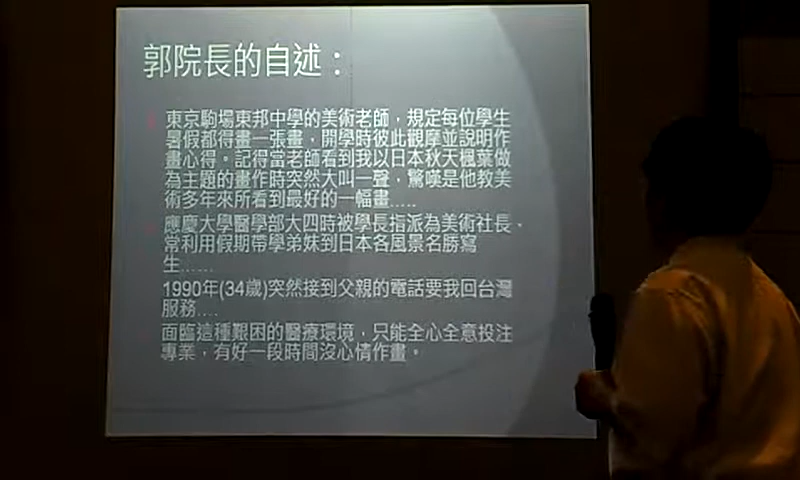 郭院長的自述：
東京駒場東邦中學的美術老師，規定每位學生
暑假都得畫一張畫，開學時彼此觀摩並說明作
畫心得。記得當老師看到我以日本秋天楓葉做
為主題的畫作時突然大叫一聲，驚嘆是他教美
術多年來所看到最好的一幅畫.....
應慶大學醫學部大四時被學長指派為美術社長，
常利用假期帶學弟妹到日本各風景名勝寫
生......
1990年(34歲)突然接到父親的電話要我回台灣
服務....
面臨這種艱困的醫療環境，只能全心全意投注
專業，有好一段時間沒心情作畫。